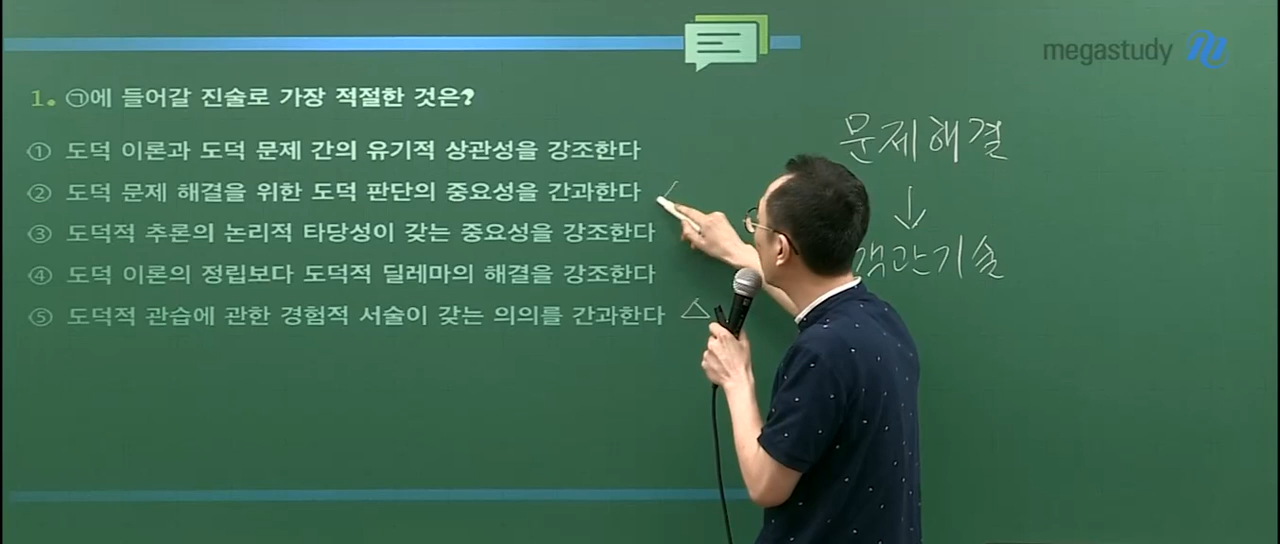 megastudy
1. ㉠에 들어갈 진술로 가장 적절한 것은?
① 도덕 이론과 도덕 문제 간의 유기적 상관성을 강조한다
② 도덕 문제 해결을 위한 도덕 판단의 중요성을 간과한다
③ 도덕적 추론의 논리적 타당성이 갖는 중요성을 강조한다
④ 도덕 이론의 정립보다 도덕적 딜레마의 해결을 강조한다
⑤ 도덕적 관습에 관한 경험적 서술이 갖는 의의를 간과한다 △
문제해결
↓
객관기술